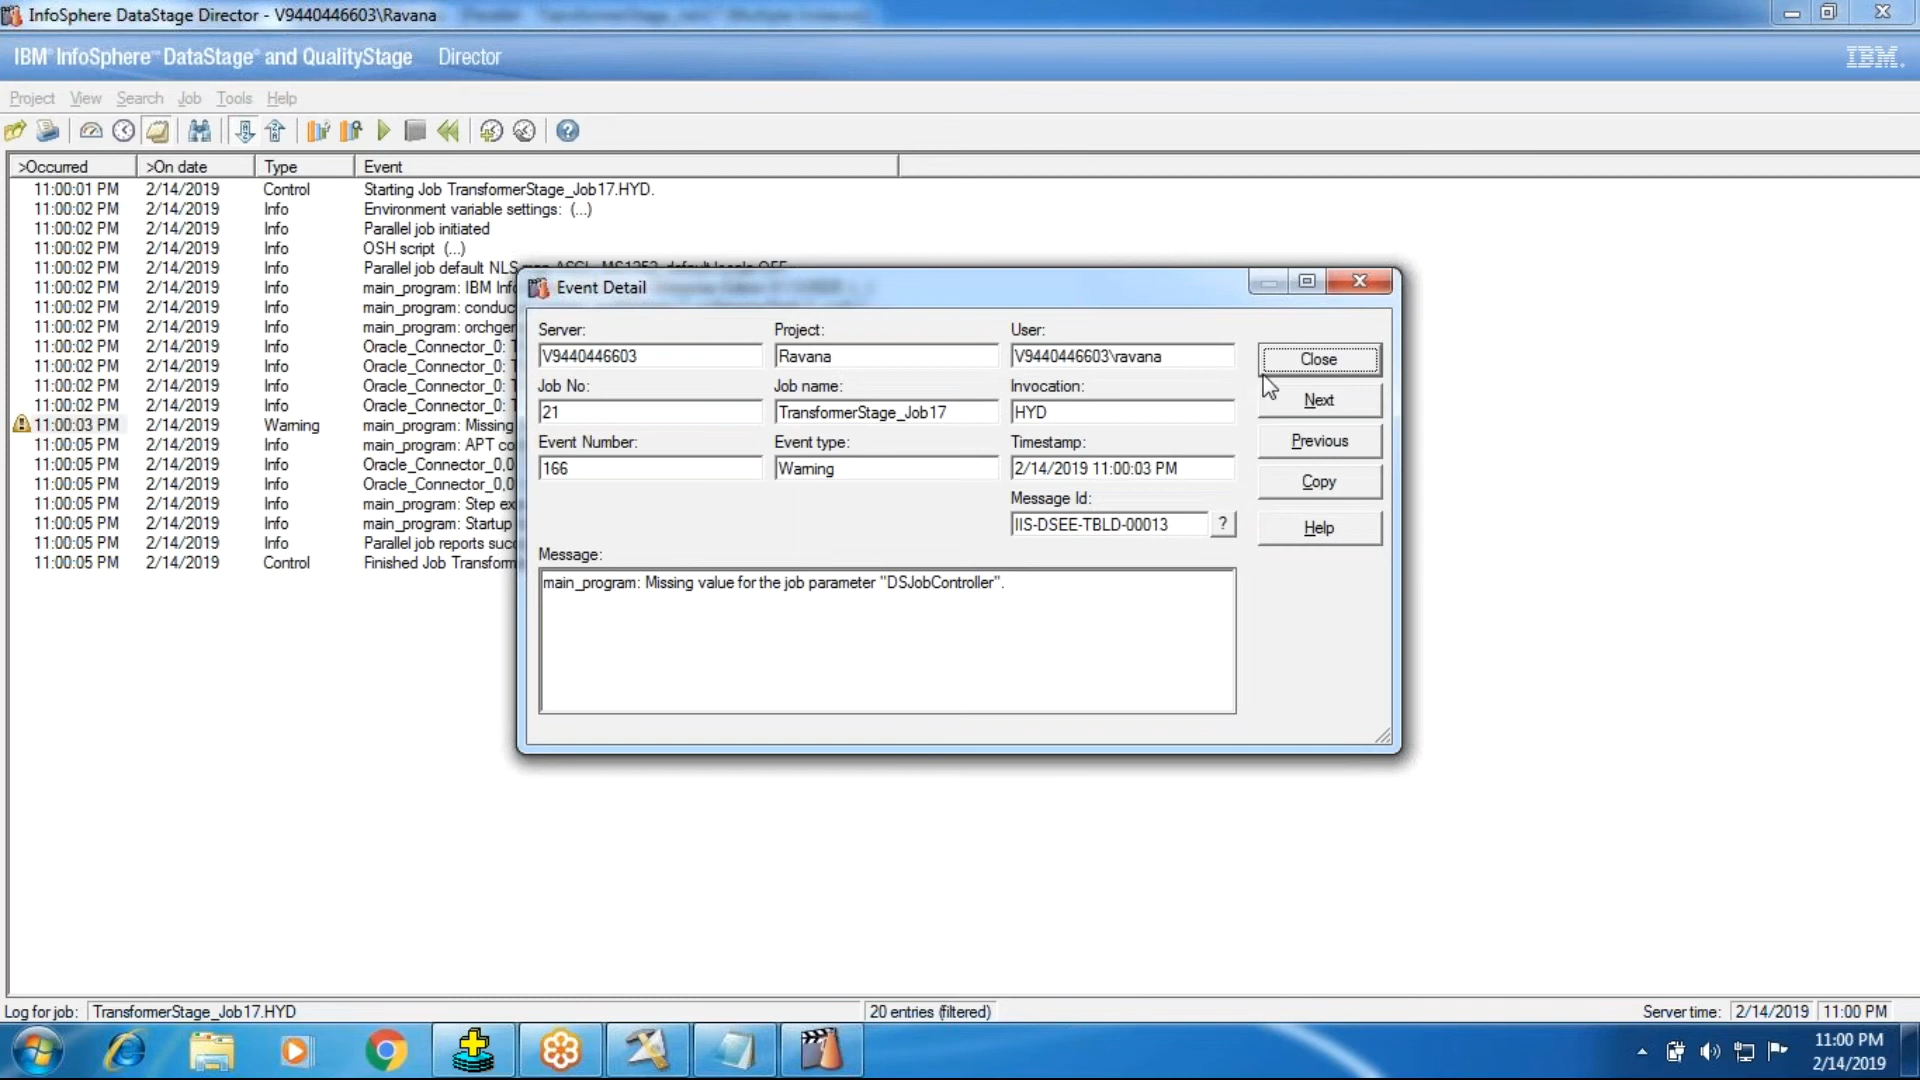 InfoSphere DataStage Director - V9440446603\Ravana
IBM® InfoSphere™ DataStage® and QualityStage Director
IBM.
Project View Search Job Tools Help
>Occurred >On date Type Event
11:00:01 PM 2/14/2019 Control Starting Job TransformerStage_Job17.HYD.
11:00:02 PM 2/14/2019 Info Environment variable settings: (...)
11:00:02 PM 2/14/2019 Info Parallel job initiated
11:00:02 PM 2/14/2019 Info OSH script (...)
11:00:02 PM 2/14/2019 Info Parallel job default NLS
11:00:02 PM 2/14/2019 Info main_program: IBM Info
11:00:02 PM 2/14/2019 Info main_program: conduc
11:00:02 PM 2/14/2019 Info main_program: orchgen
11:00:02 PM 2/14/2019 Info Oracle_Connector_0: T
11:00:02 PM 2/14/2019 Info Oracle_Connector_0: T
11:00:02 PM 2/14/2019 Info Oracle_Connector_0: T
11:00:02 PM 2/14/2019 Info Oracle_Connector_0: T
11:00:03 PM 2/14/2019 Warning main_program: Missing
11:00:05 PM 2/14/2019 Info main_program: APT co
11:00:05 PM 2/14/2019 Info Oracle_Connector_0,0
11:00:05 PM 2/14/2019 Info Oracle_Connector_0,0
11:00:05 PM 2/14/2019 Info main_program: Step ex
11:00:05 PM 2/14/2019 Info main_program: Startup
11:00:05 PM 2/14/2019 Info Parallel job reports succ
11:00:05 PM 2/14/2019 Control Finished Job Transform
Event Detail
Server: Project: User:
V9440446603 Ravana V9440446603\ravana
Job No: Job name: Invocation:
21 TransformerStage_Job17 HYD
Event Number: Event type: Timestamp:
166 Warning 2/14/2019 11:00:03 PM
Message Id:
IIS-DSEE-TBLD-00013 ?
Message:
main_program: Missing value for the job parameter "DSJobController".
Close
Next
Previous
Copy
Help
Log for job: TransformerStage_Job17.HYD 20 entries (filtered) Server time: 2/14/2019 11:00 PM
11:00 PM
2/14/2019